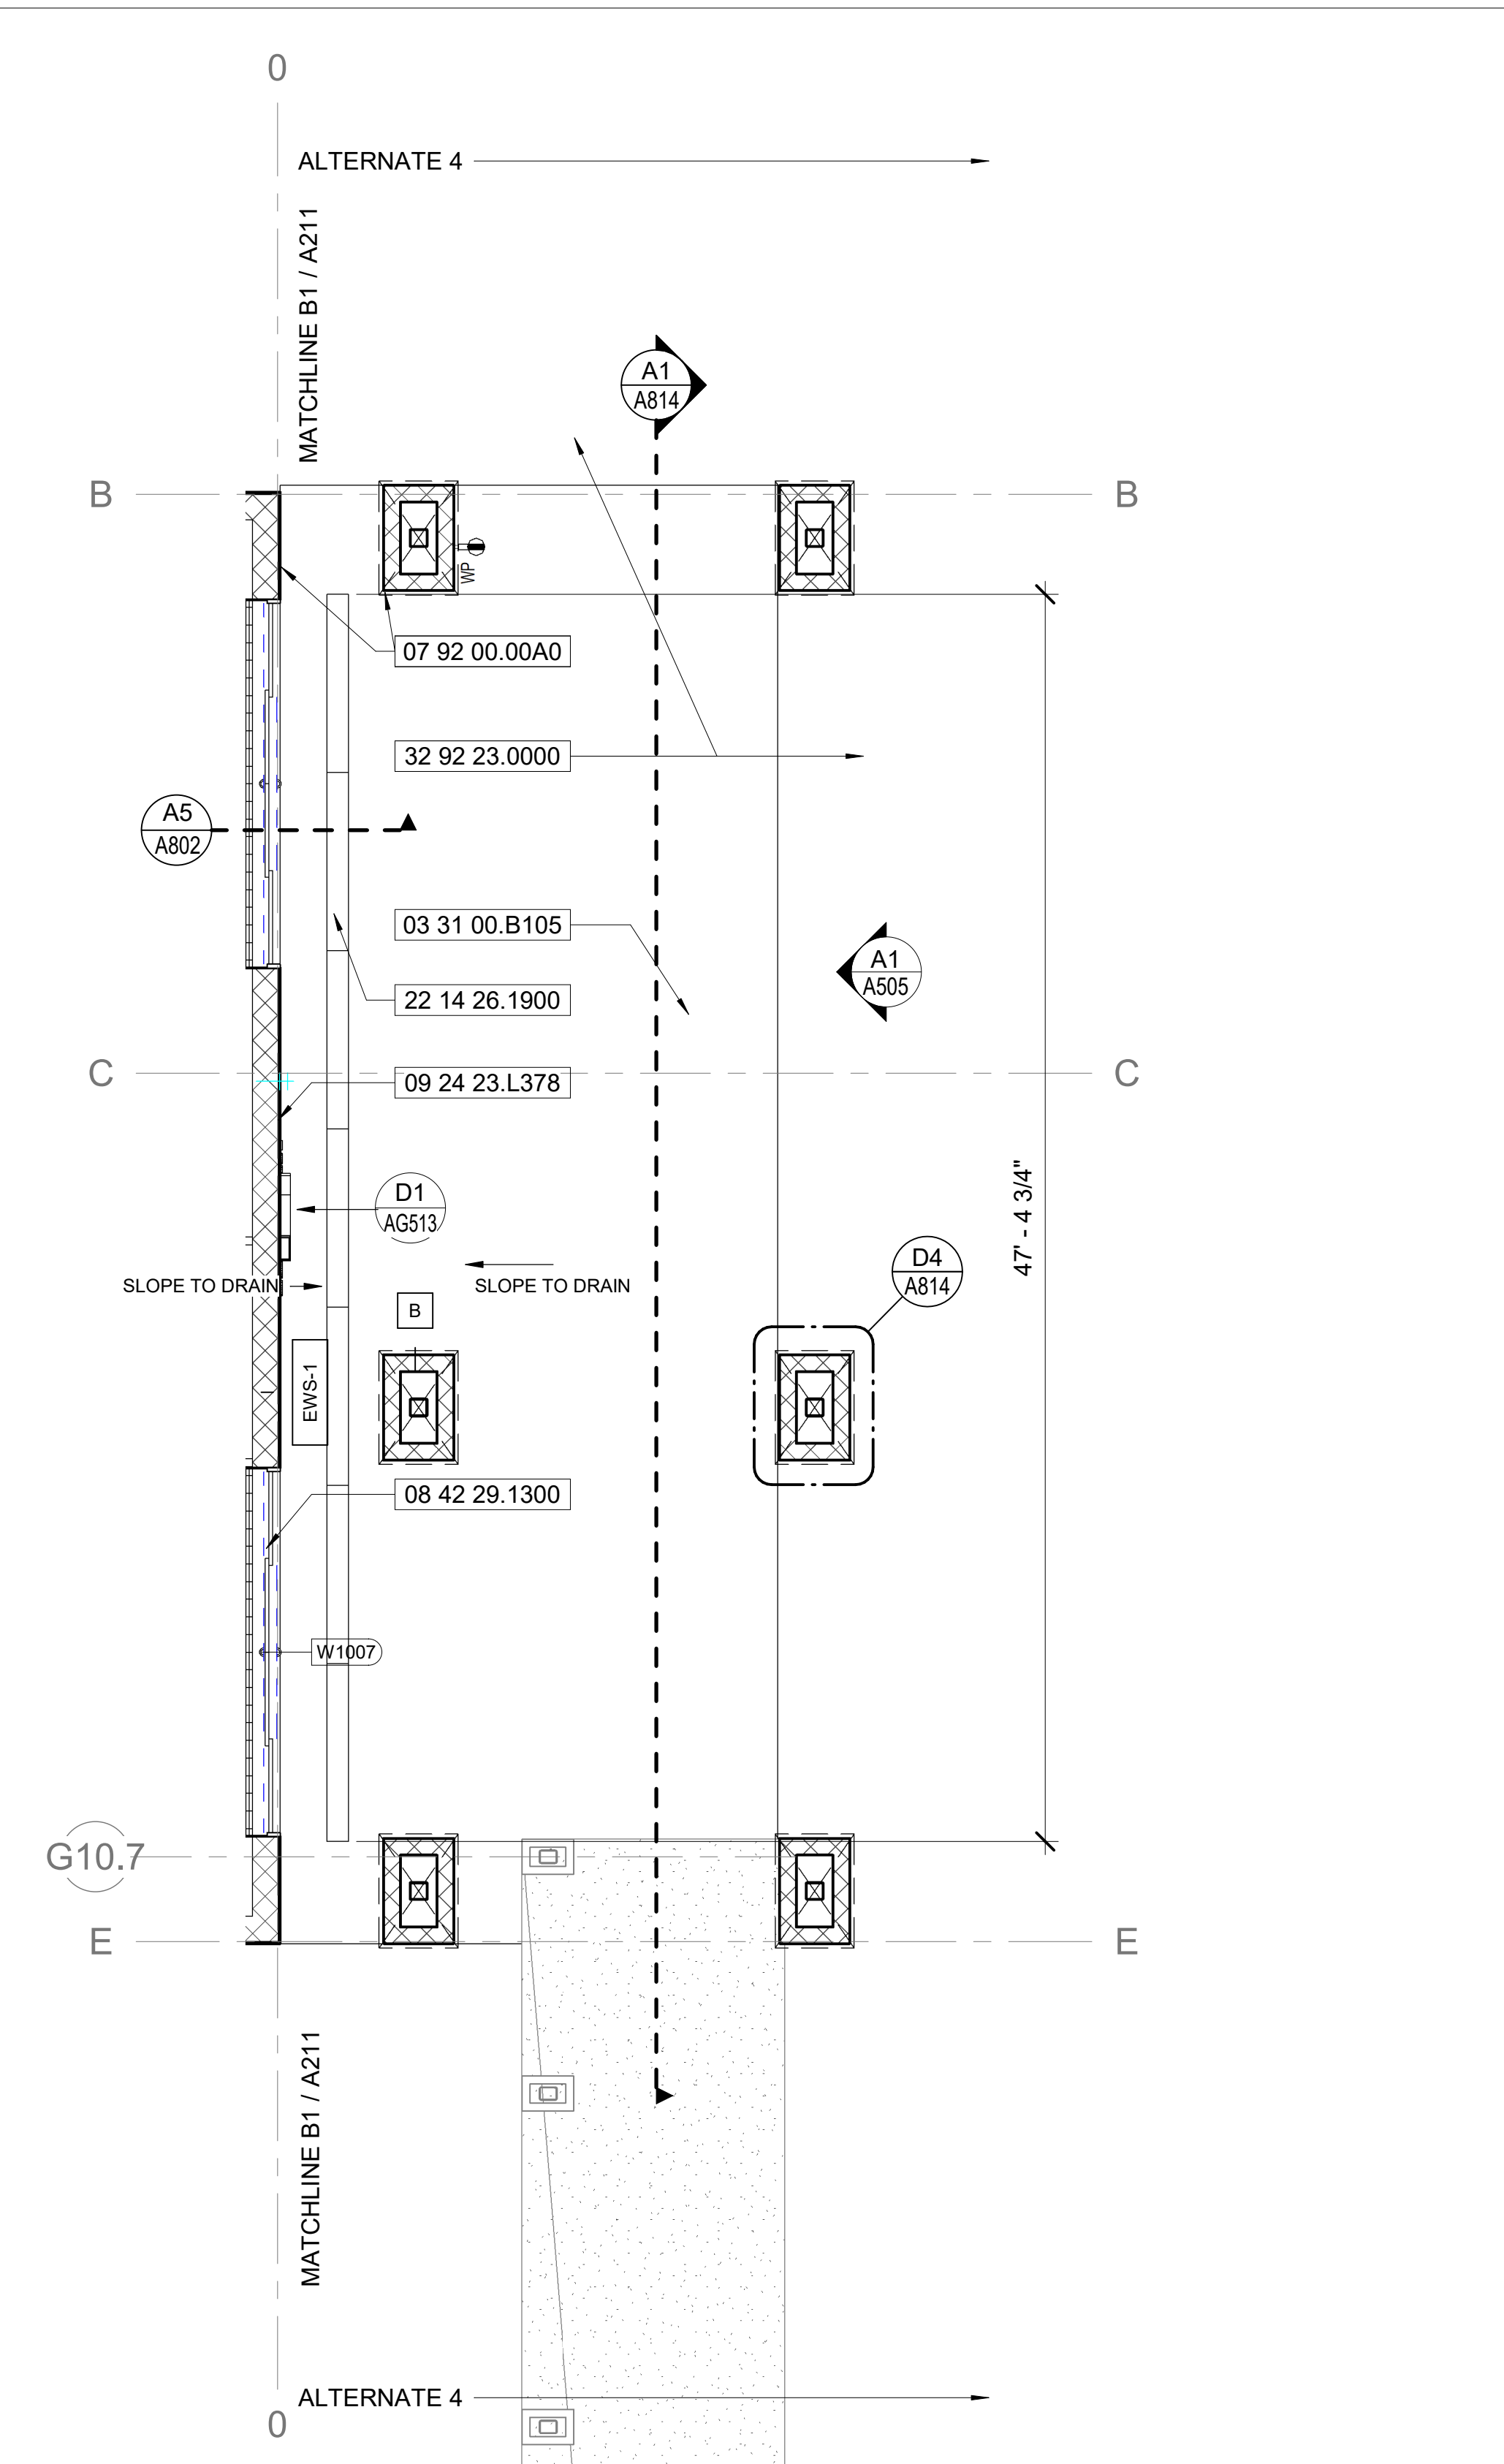 0
ALTERNATE 4
MATCHLINE B1 / A211
A1
A814
B
B
WP
07 92 00.00A0
32 92 23.0000
A5
A802
03 31 00.B105
A1
A505
22 14 26.1900
C
C
09 24 23.L378
47' - 4 3/4"
D1
AG513
D4
A814
SLOPE TO DRAIN
SLOPE TO DRAIN
B
EWS-1
08 42 29.1300
W1007
G10.7
E
E
MATCHLINE B1 / A211
ALTERNATE 4
0